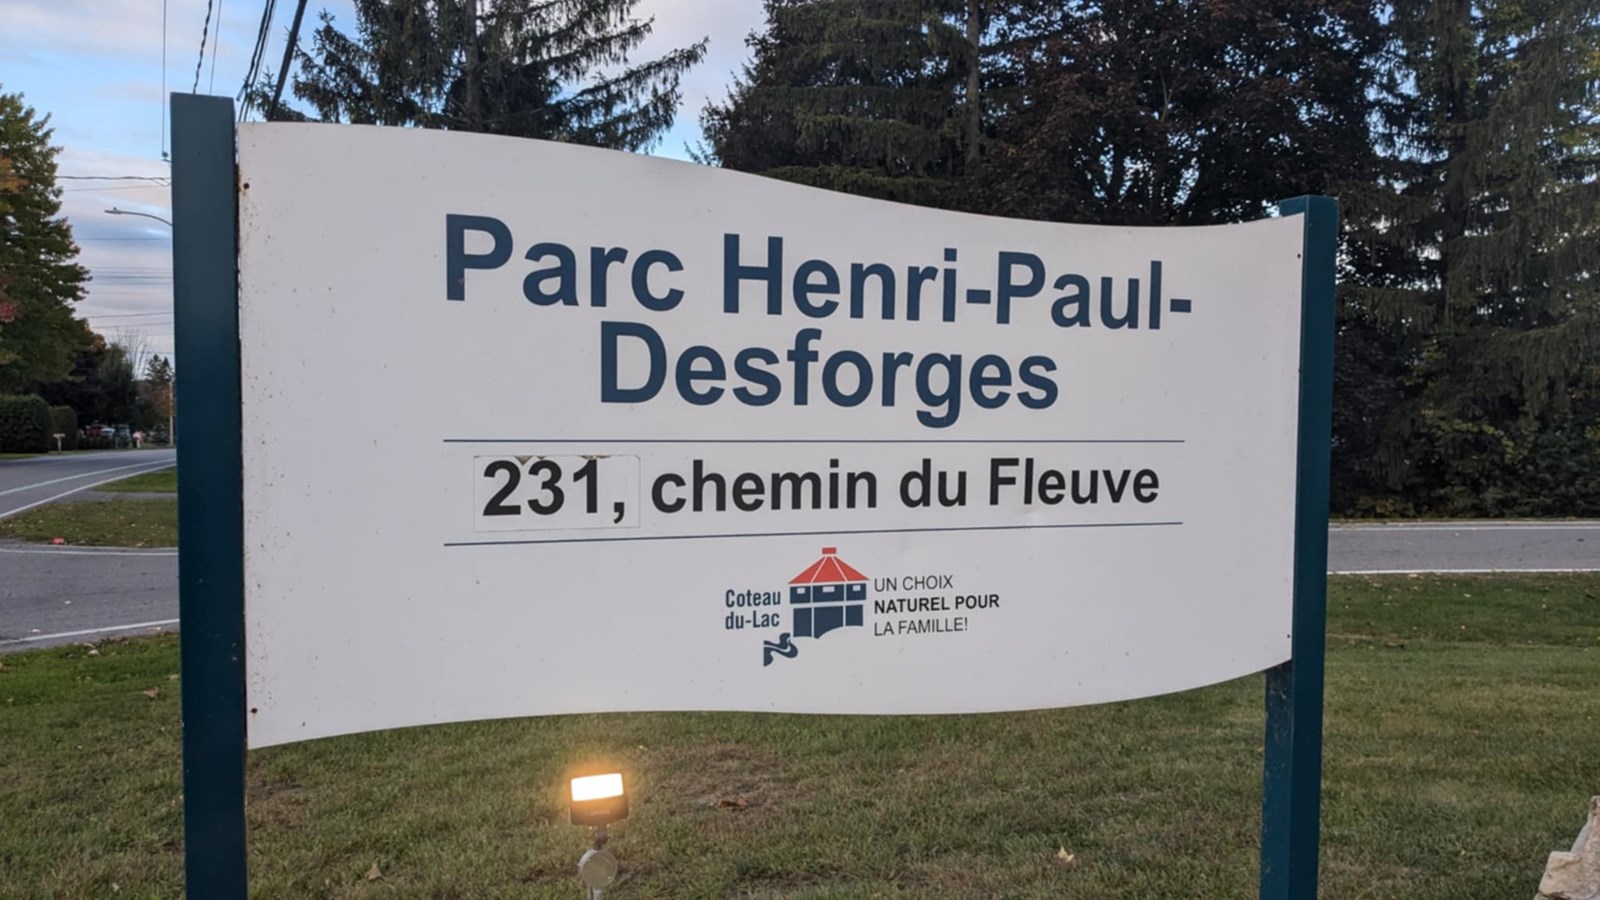 Parc Henri-Paul-
Desforges
231, chemin du Fleuve
Coteau
du-Lac
UN CHOIX
NATUREL POUR
LA FAMILLE!